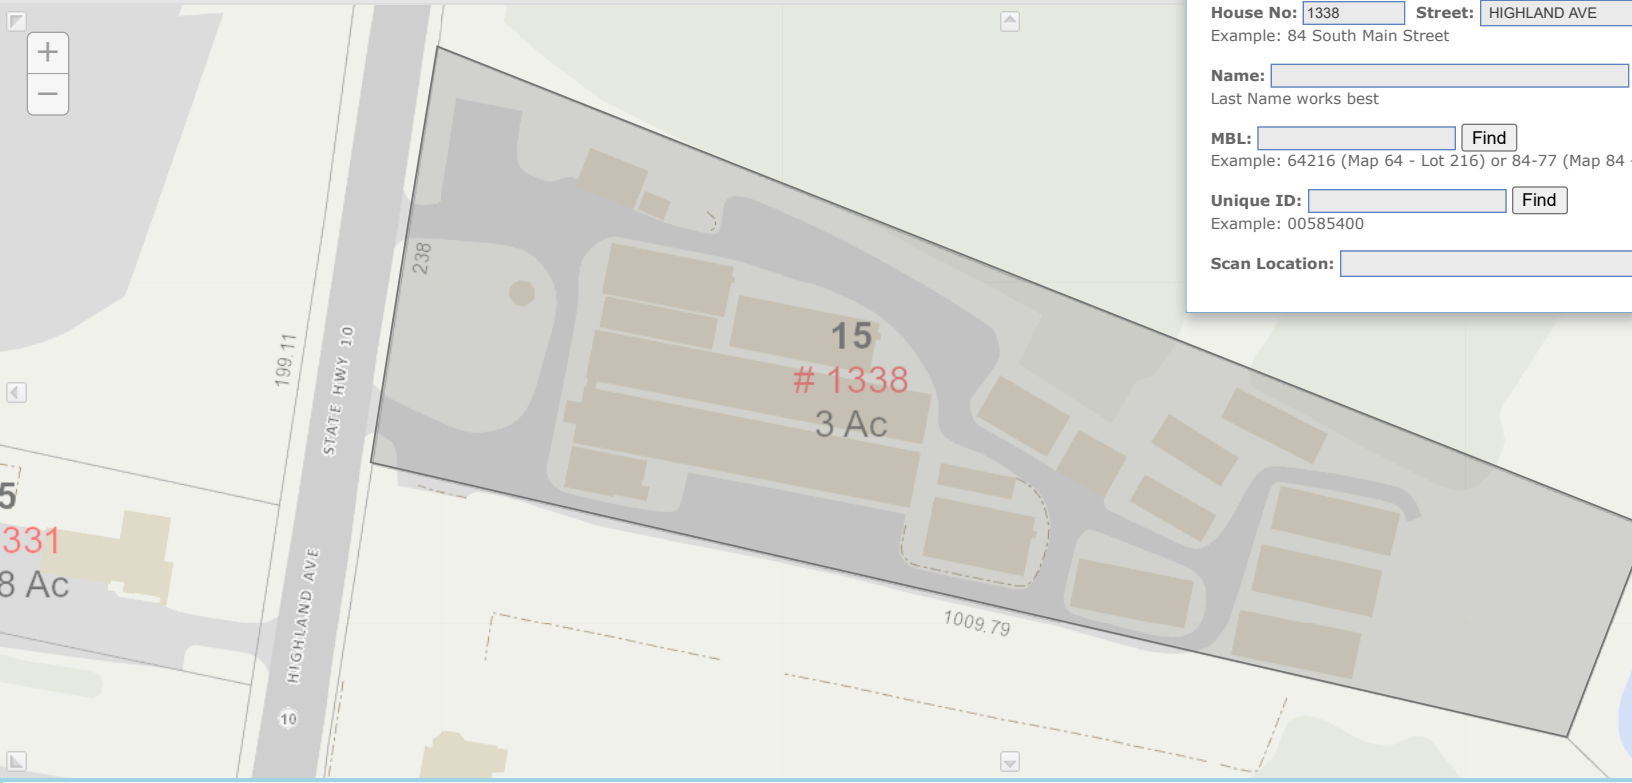 House No: 1338 Street: HIGHLAND AVE
Example: 84 South Main Street
Name:
Last Name works best
MBL: Find
Example: 64216 (Map 64 - Lot 216) or 84-77 (Map 84 -
Unique ID: Find
Example: 00585400
Scan Location:
+
−
238
199.11
STATE HWY 10
15
# 1338
3 Ac
5
331
8 Ac
HIGHLAND AVE
10
1009.79